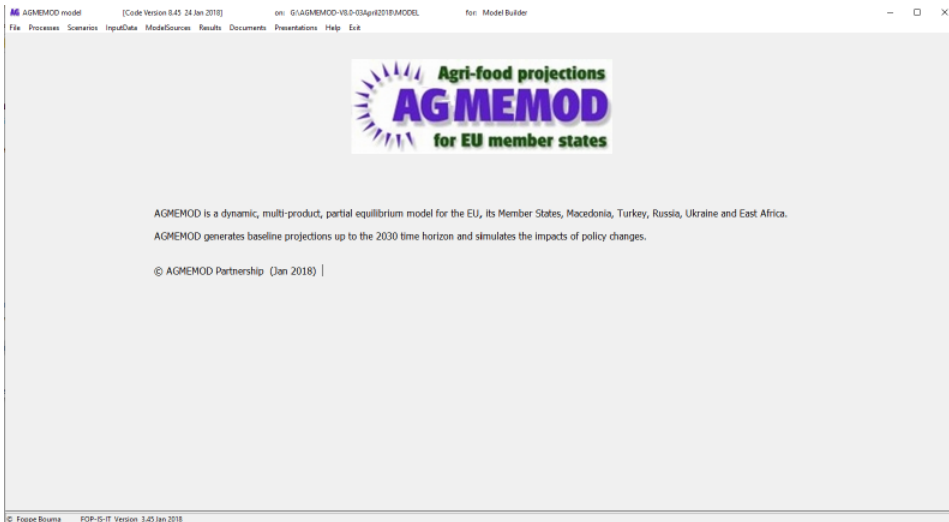 AGMEMOD model [Code Version 8.45 24 Jan 2018] on: G:\AGMEMOD-V8.0-03April2018\MODEL for: Model Builder
File Processes Scenarios InputData ModelSources Results Documents Presentations Help Exit
Agri-food projections
AGMEMOD
for EU member states
AGMEMOD is a dynamic, multi-product, partial equilibrium model for the EU, its Member States, Macedonia, Turkey, Russia, Ukraine and East Africa.
AGMEMOD generates baseline projections up to the 2030 time horizon and simulates the impacts of policy changes.
© AGMEMOD Partnership (Jan 2018)
© Foppe Bouma FOP-IS-IT Version 3.45 Jan 2018